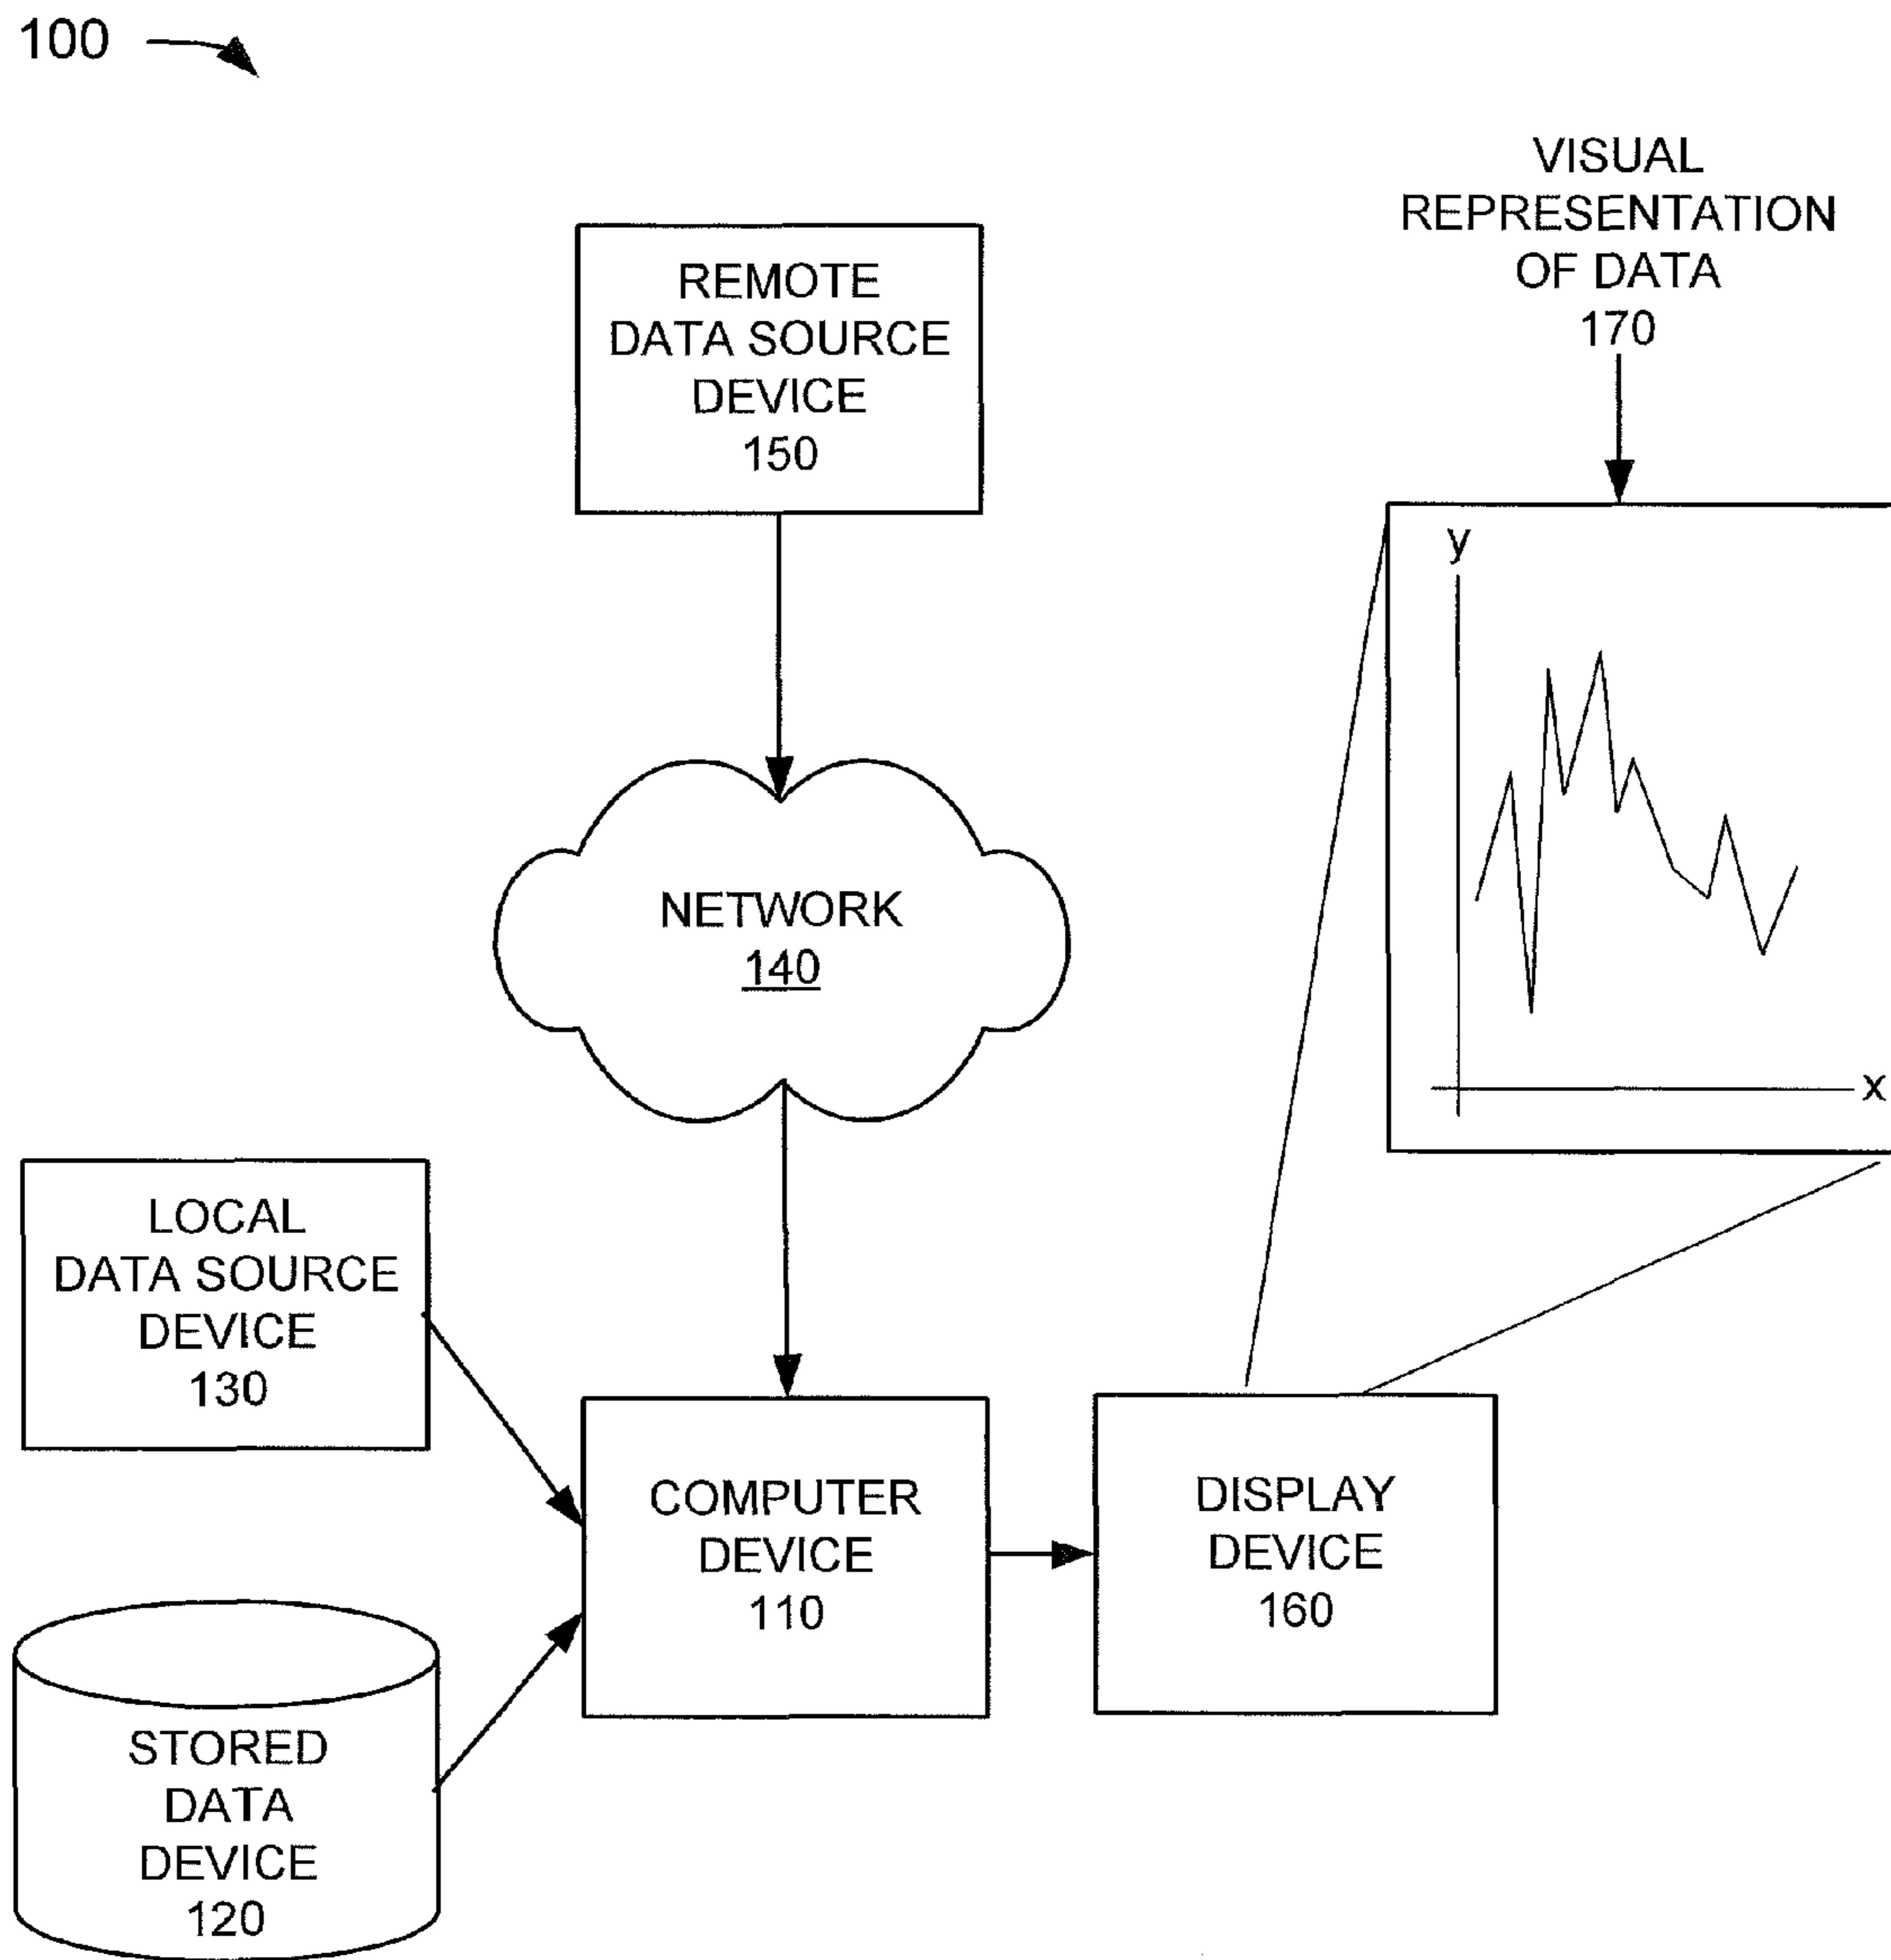 100
VISUAL
REPRESENTATION
OF DATA
170
REMOTE
DATA SOURCE
DEVICE
150
y
x
NETWORK
140
LOCAL
DATA SOURCE
DEVICE
130
COMPUTER
DEVICE
110
DISPLAY
DEVICE
160
STORED
DATA
DEVICE
120